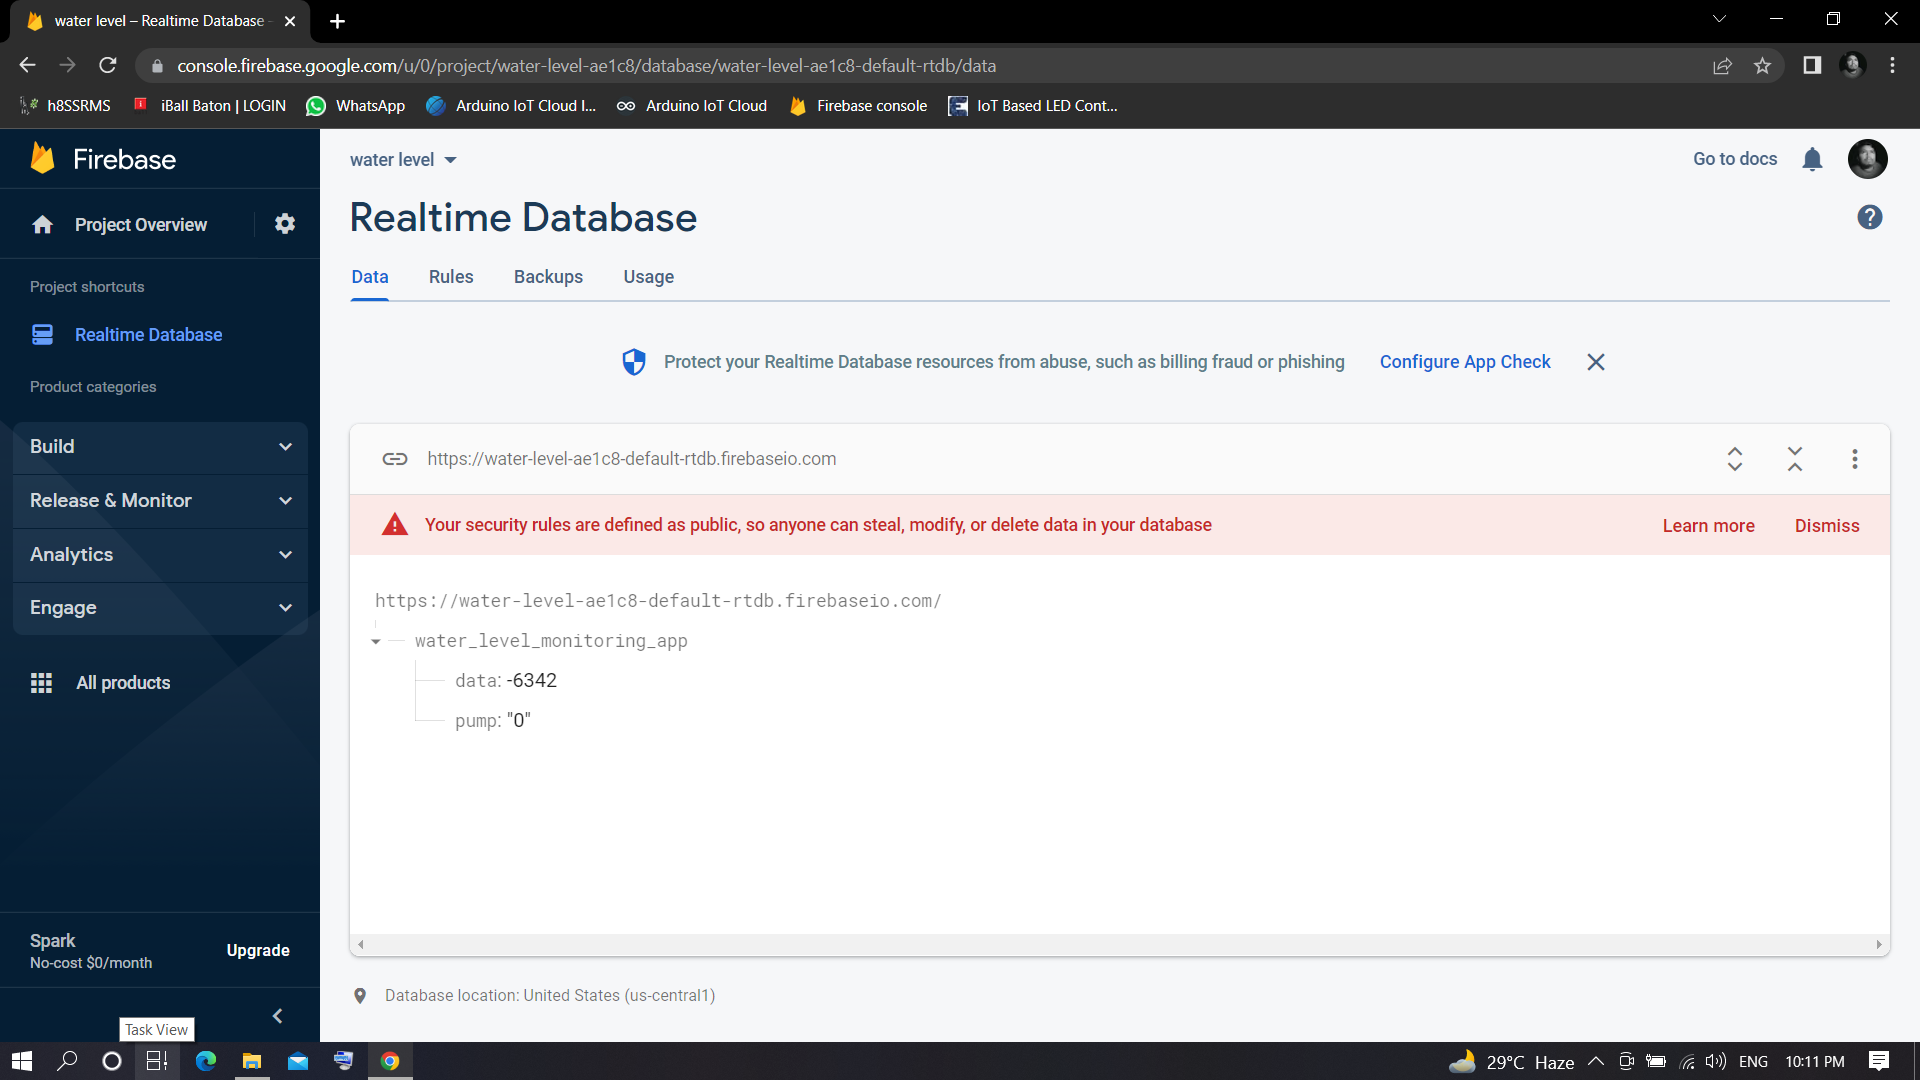 water level – Realtime Database -
console.firebase.google.com/u/0/project/water-level-ae1c8/database/water-level-ae1c8-default-rtdb/data
h8SSRMS
iBall Baton | LOGIN
WhatsApp
Arduino IoT Cloud I...
Arduino IoT Cloud
Firebase console
IoT Based LED Cont...
Firebase
Project Overview
Project shortcuts
Realtime Database
Product categories
Build
Release & Monitor
Analytics
Engage
All products
Spark
No-cost $0/month
Upgrade
Task View
water level
Go to docs
Realtime Database
Data
Rules
Backups
Usage
Protect your Realtime Database resources from abuse, such as billing fraud or phishing
Configure App Check
https://water-level-ae1c8-default-rtdb.firebaseio.com
Your security rules are defined as public, so anyone can steal, modify, or delete data in your database
Learn more
Dismiss
https://water-level-ae1c8-default-rtdb.firebaseio.com/
water_level_monitoring_app
data: -6342
pump: "0"
Database location: United States (us-central1)
29°C Haze
ENG
10:11 PM